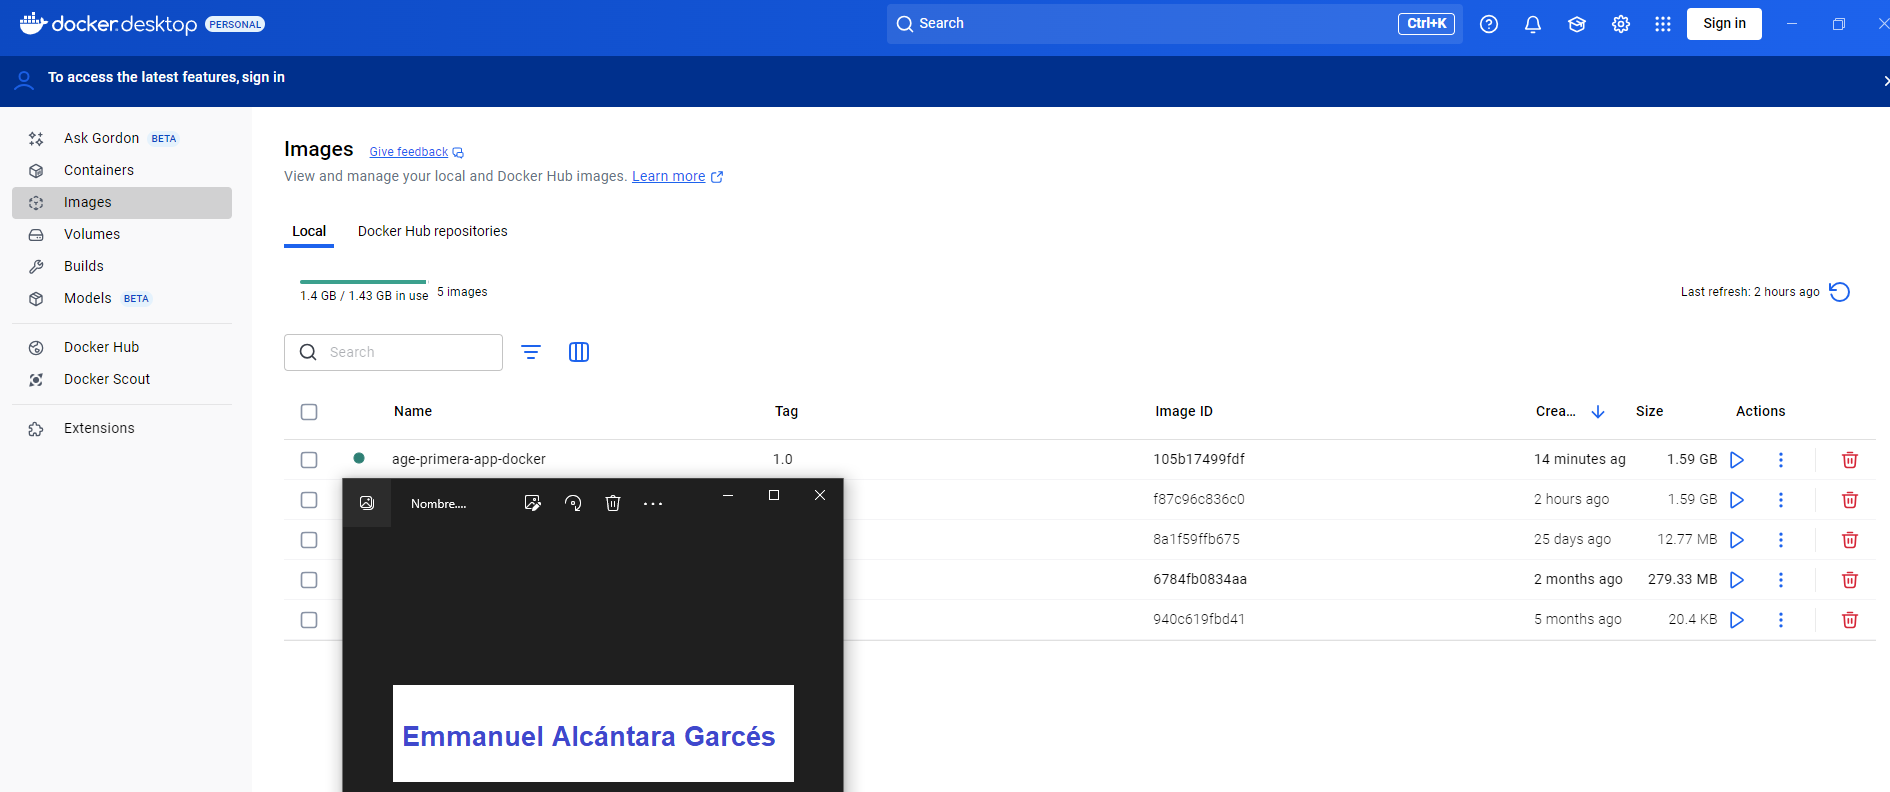 docker.desktop PERSONAL
Search
Ctrl+K
Sign in
To access the latest features, sign in
Ask Gordon BETA
Containers
Images
Volumes
Builds
Models BETA
Docker Hub
Docker Scout
Extensions
Images Give feedback
View and manage your local and Docker Hub images. Learn more
Local Docker Hub repositories
1.4 GB / 1.43 GB in use 5 images
Last refresh: 2 hours ago
Search
Name Tag Image ID Crea... Size Actions
age-primera-app-docker 1.0 105b17499fdf 14 minutes ag 1.59 GB
f87c96c836c0 2 hours ago 1.59 GB
8a1f59ffb675 25 days ago 12.77 MB
6784fb0834aa 2 months ago 279.33 MB
940c619fbd41 5 months ago 20.4 KB
Nombre....
Emmanuel Alcántara Garcés